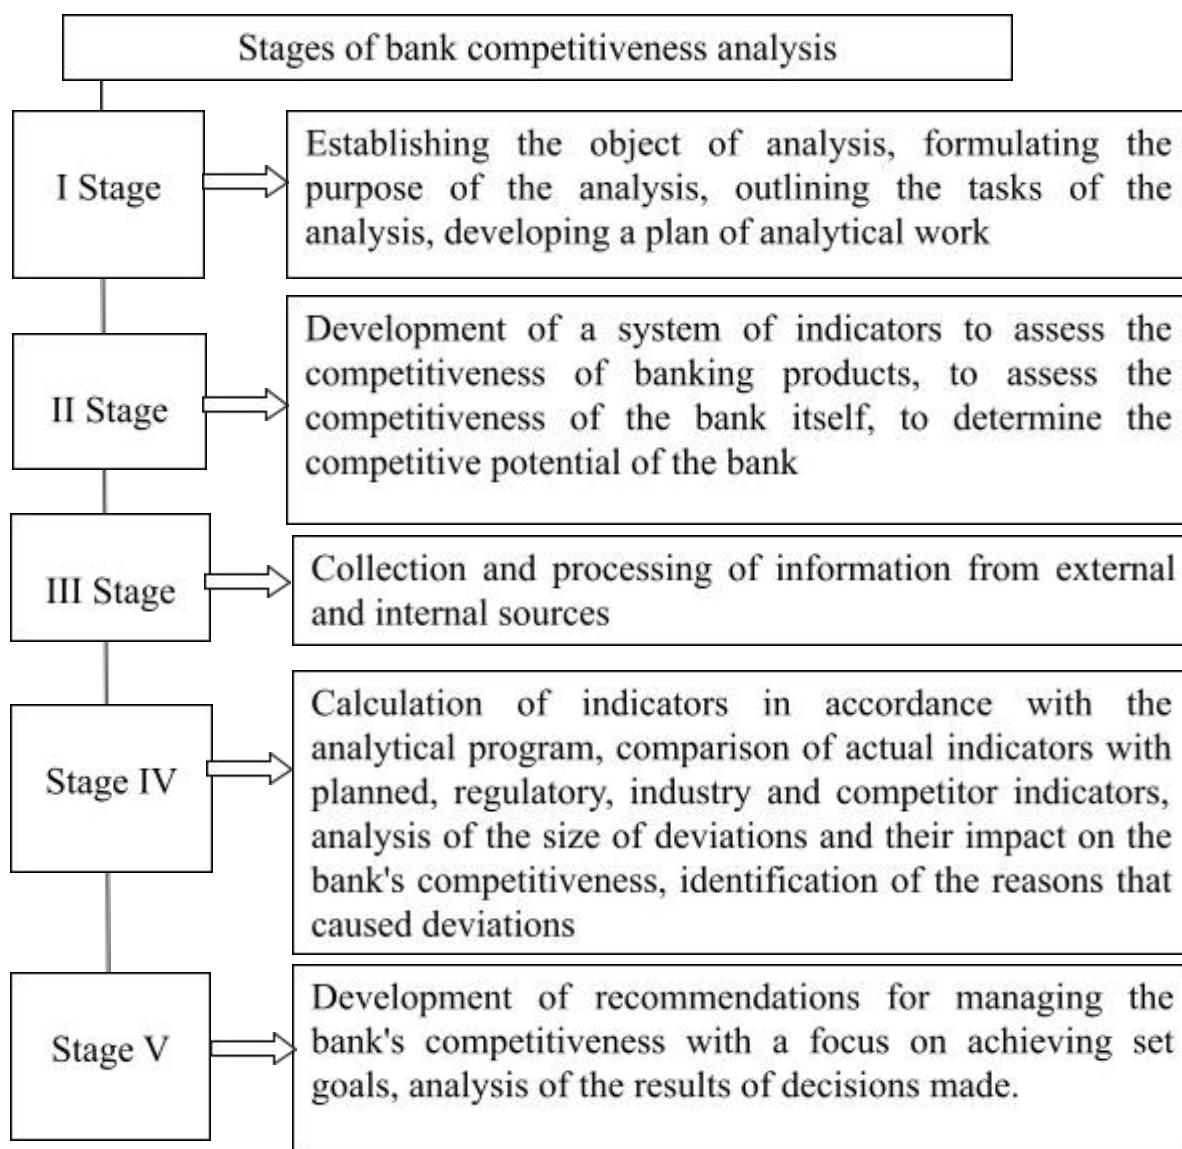 Stages of bank competitiveness analysis
I Stage
Establishing the object of analysis, formulating the
purpose of the analysis, outlining the tasks of the
analysis, developing a plan of analytical work
II Stage
Development of a system of indicators to assess the
competitiveness of banking products, to assess the
competitiveness of the bank itself, to determine the
competitive potential of the bank
III Stage
Collection and processing of information from external
and internal sources
Stage IV
Calculation of indicators in accordance with the
analytical program, comparison of actual indicators with
planned, regulatory, industry and competitor indicators,
analysis of the size of deviations and their impact on the
bank's competitiveness, identification of the reasons that
caused deviations
Stage V
Development of recommendations for managing the
bank's competitiveness with a focus on achieving set
goals, analysis of the results of decisions made.